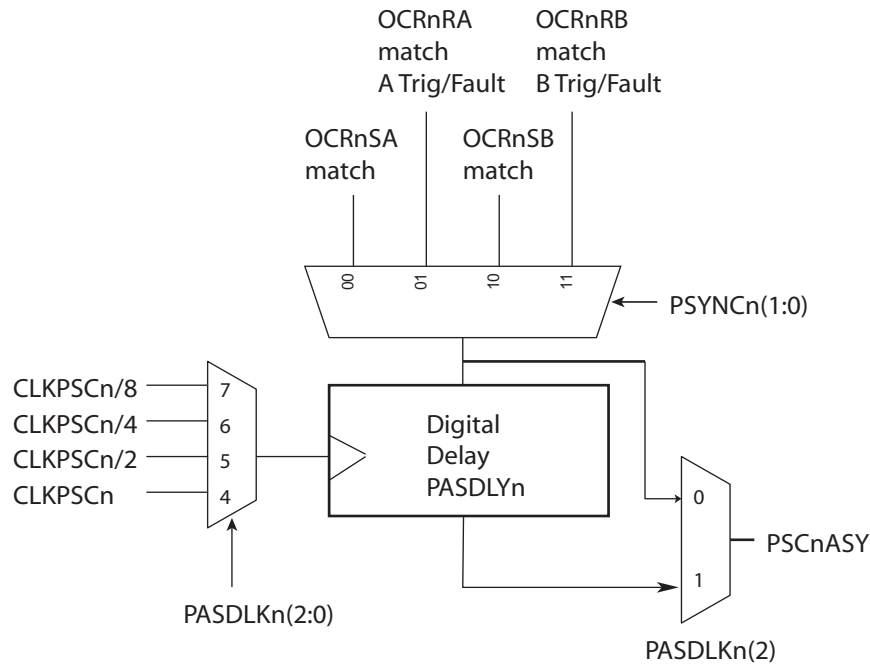 OCRnRA
match
A Trig/Fault
OCRnRB
match
B Trig/Fault
OCRnSA
match
OCRnSB
match
00
01
10
11
PSYNCn(1:0)
CLKPSCn/8
CLKPSCn/4
CLKPSCn/2
CLKPSCn
7
6
5
4
Digital
Delay
PASDLYn
0
1
PSCnASY
PASDLKn(2:0)
PASDLKn(2)